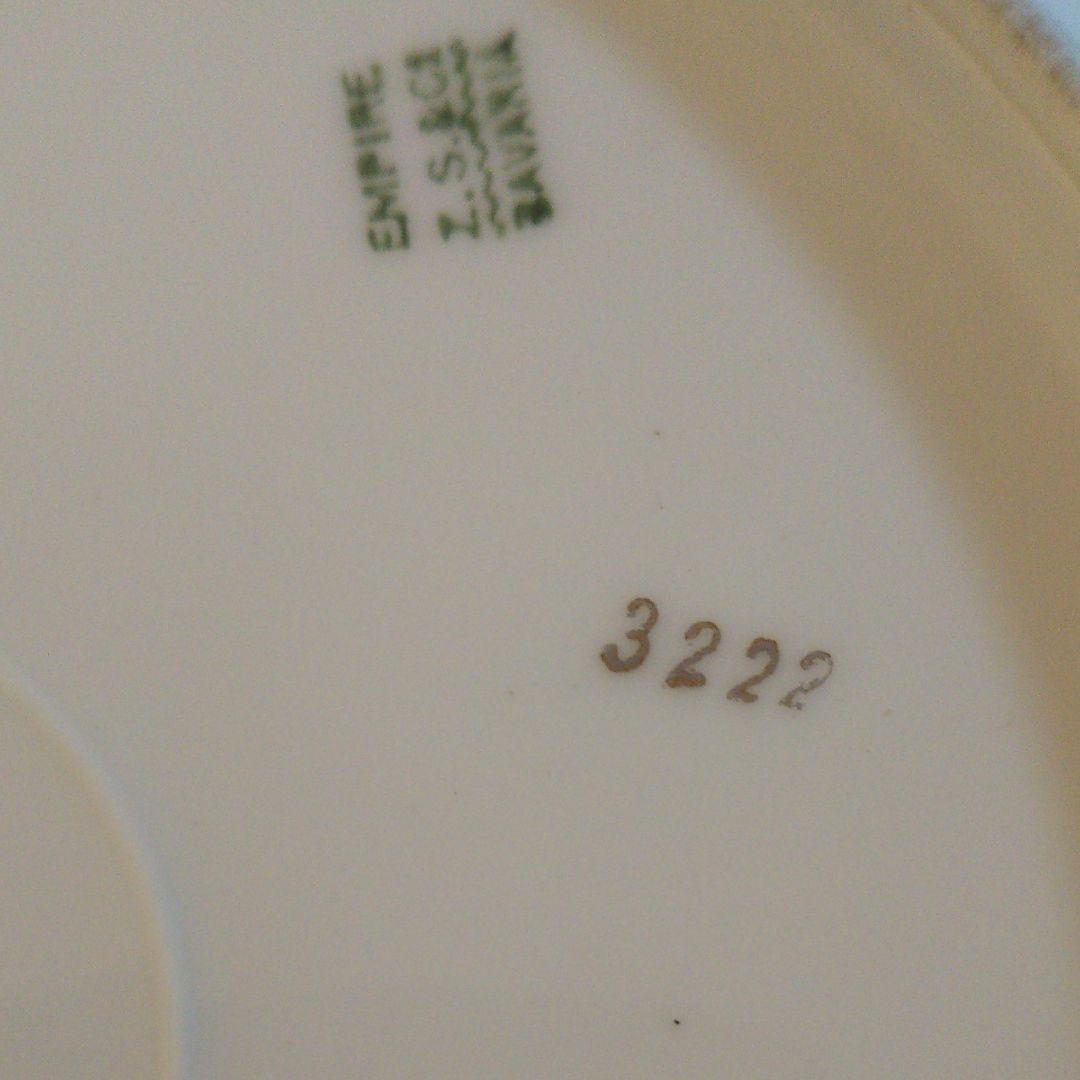 EMPIRE
Z.S.&Cº
BAVARIA
3222